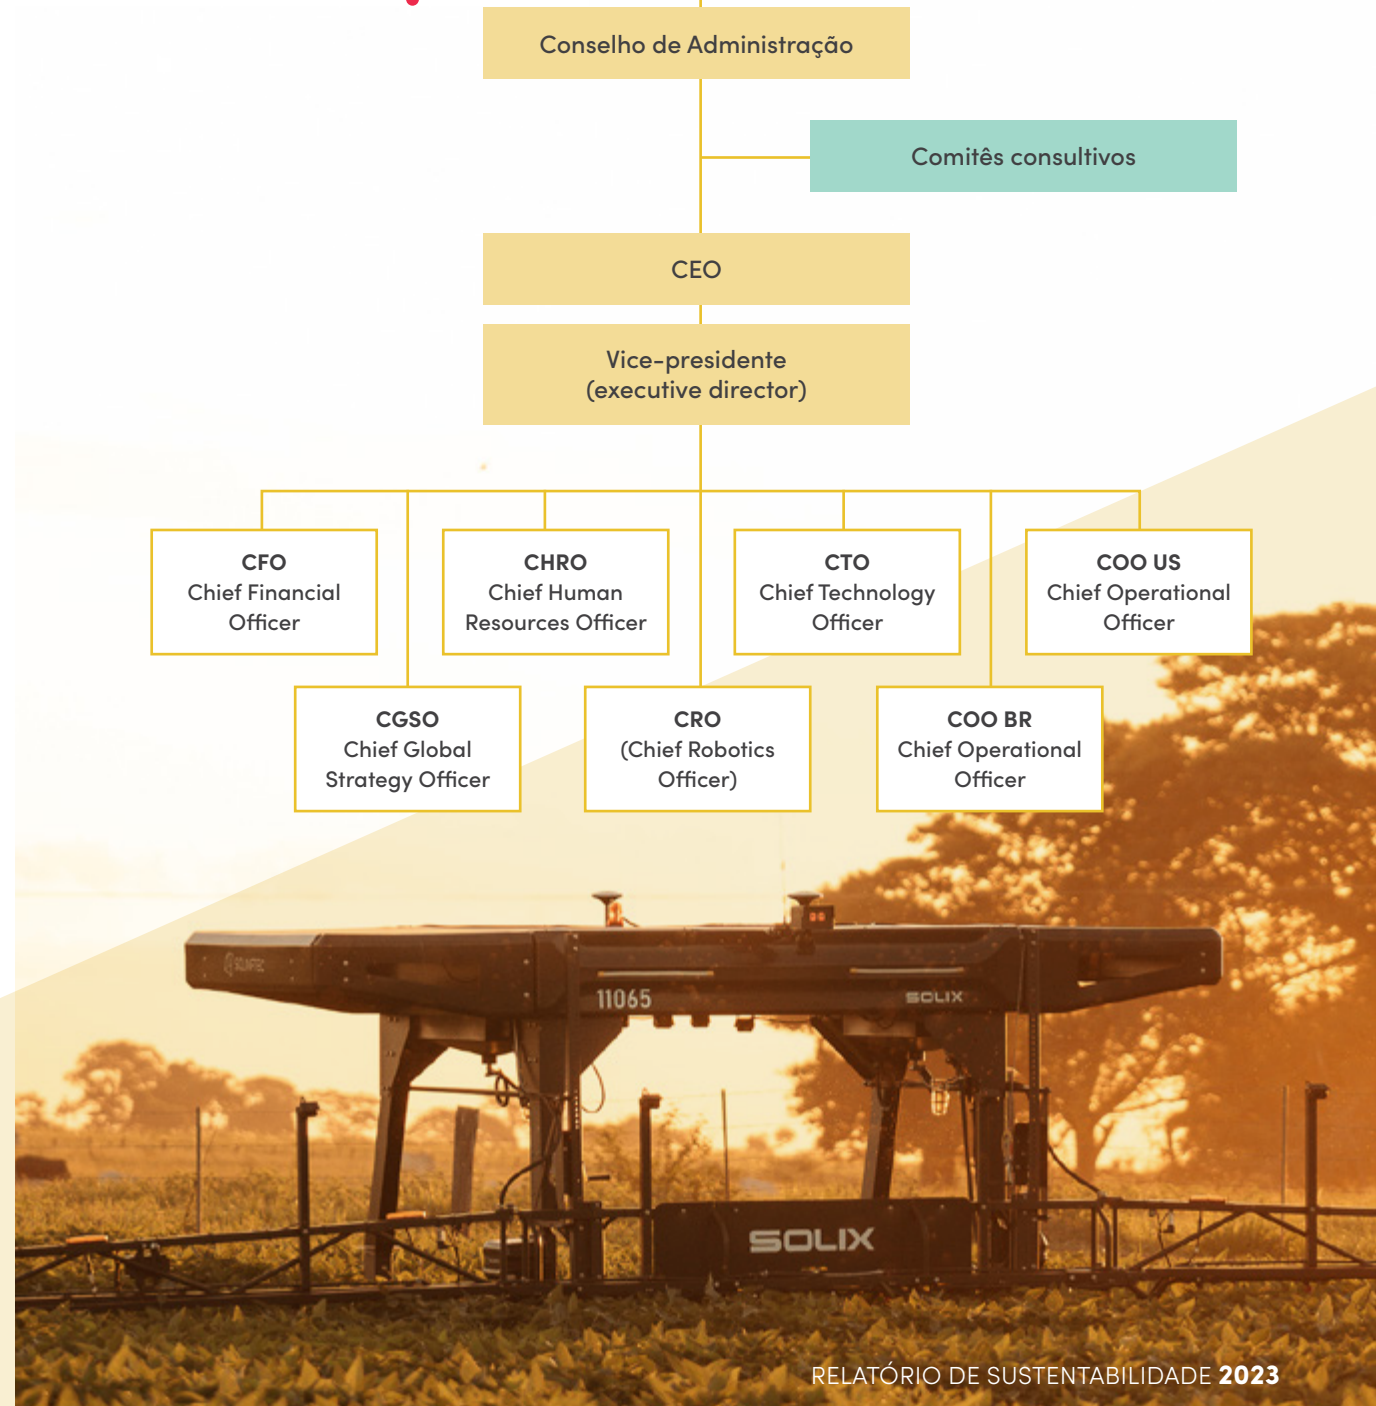 Conselho de Administração
Comitês consultivos
CEO
Vice-presidente
(executive director)
CFO
Chief Financial
Officer
CHRO
Chief Human
Resources Officer
CTO
Chief Technology
Officer
COO US
Chief Operational
Officer
CGSO
Chief Global
Strategy Officer
CRO
(Chief Robotics
Officer)
COO BR
Chief Operational
Officer
SOLINFTEC
11065
SOLIX
SOLIX
RELATÓRIO DE SUSTENTABILIDADE 2023